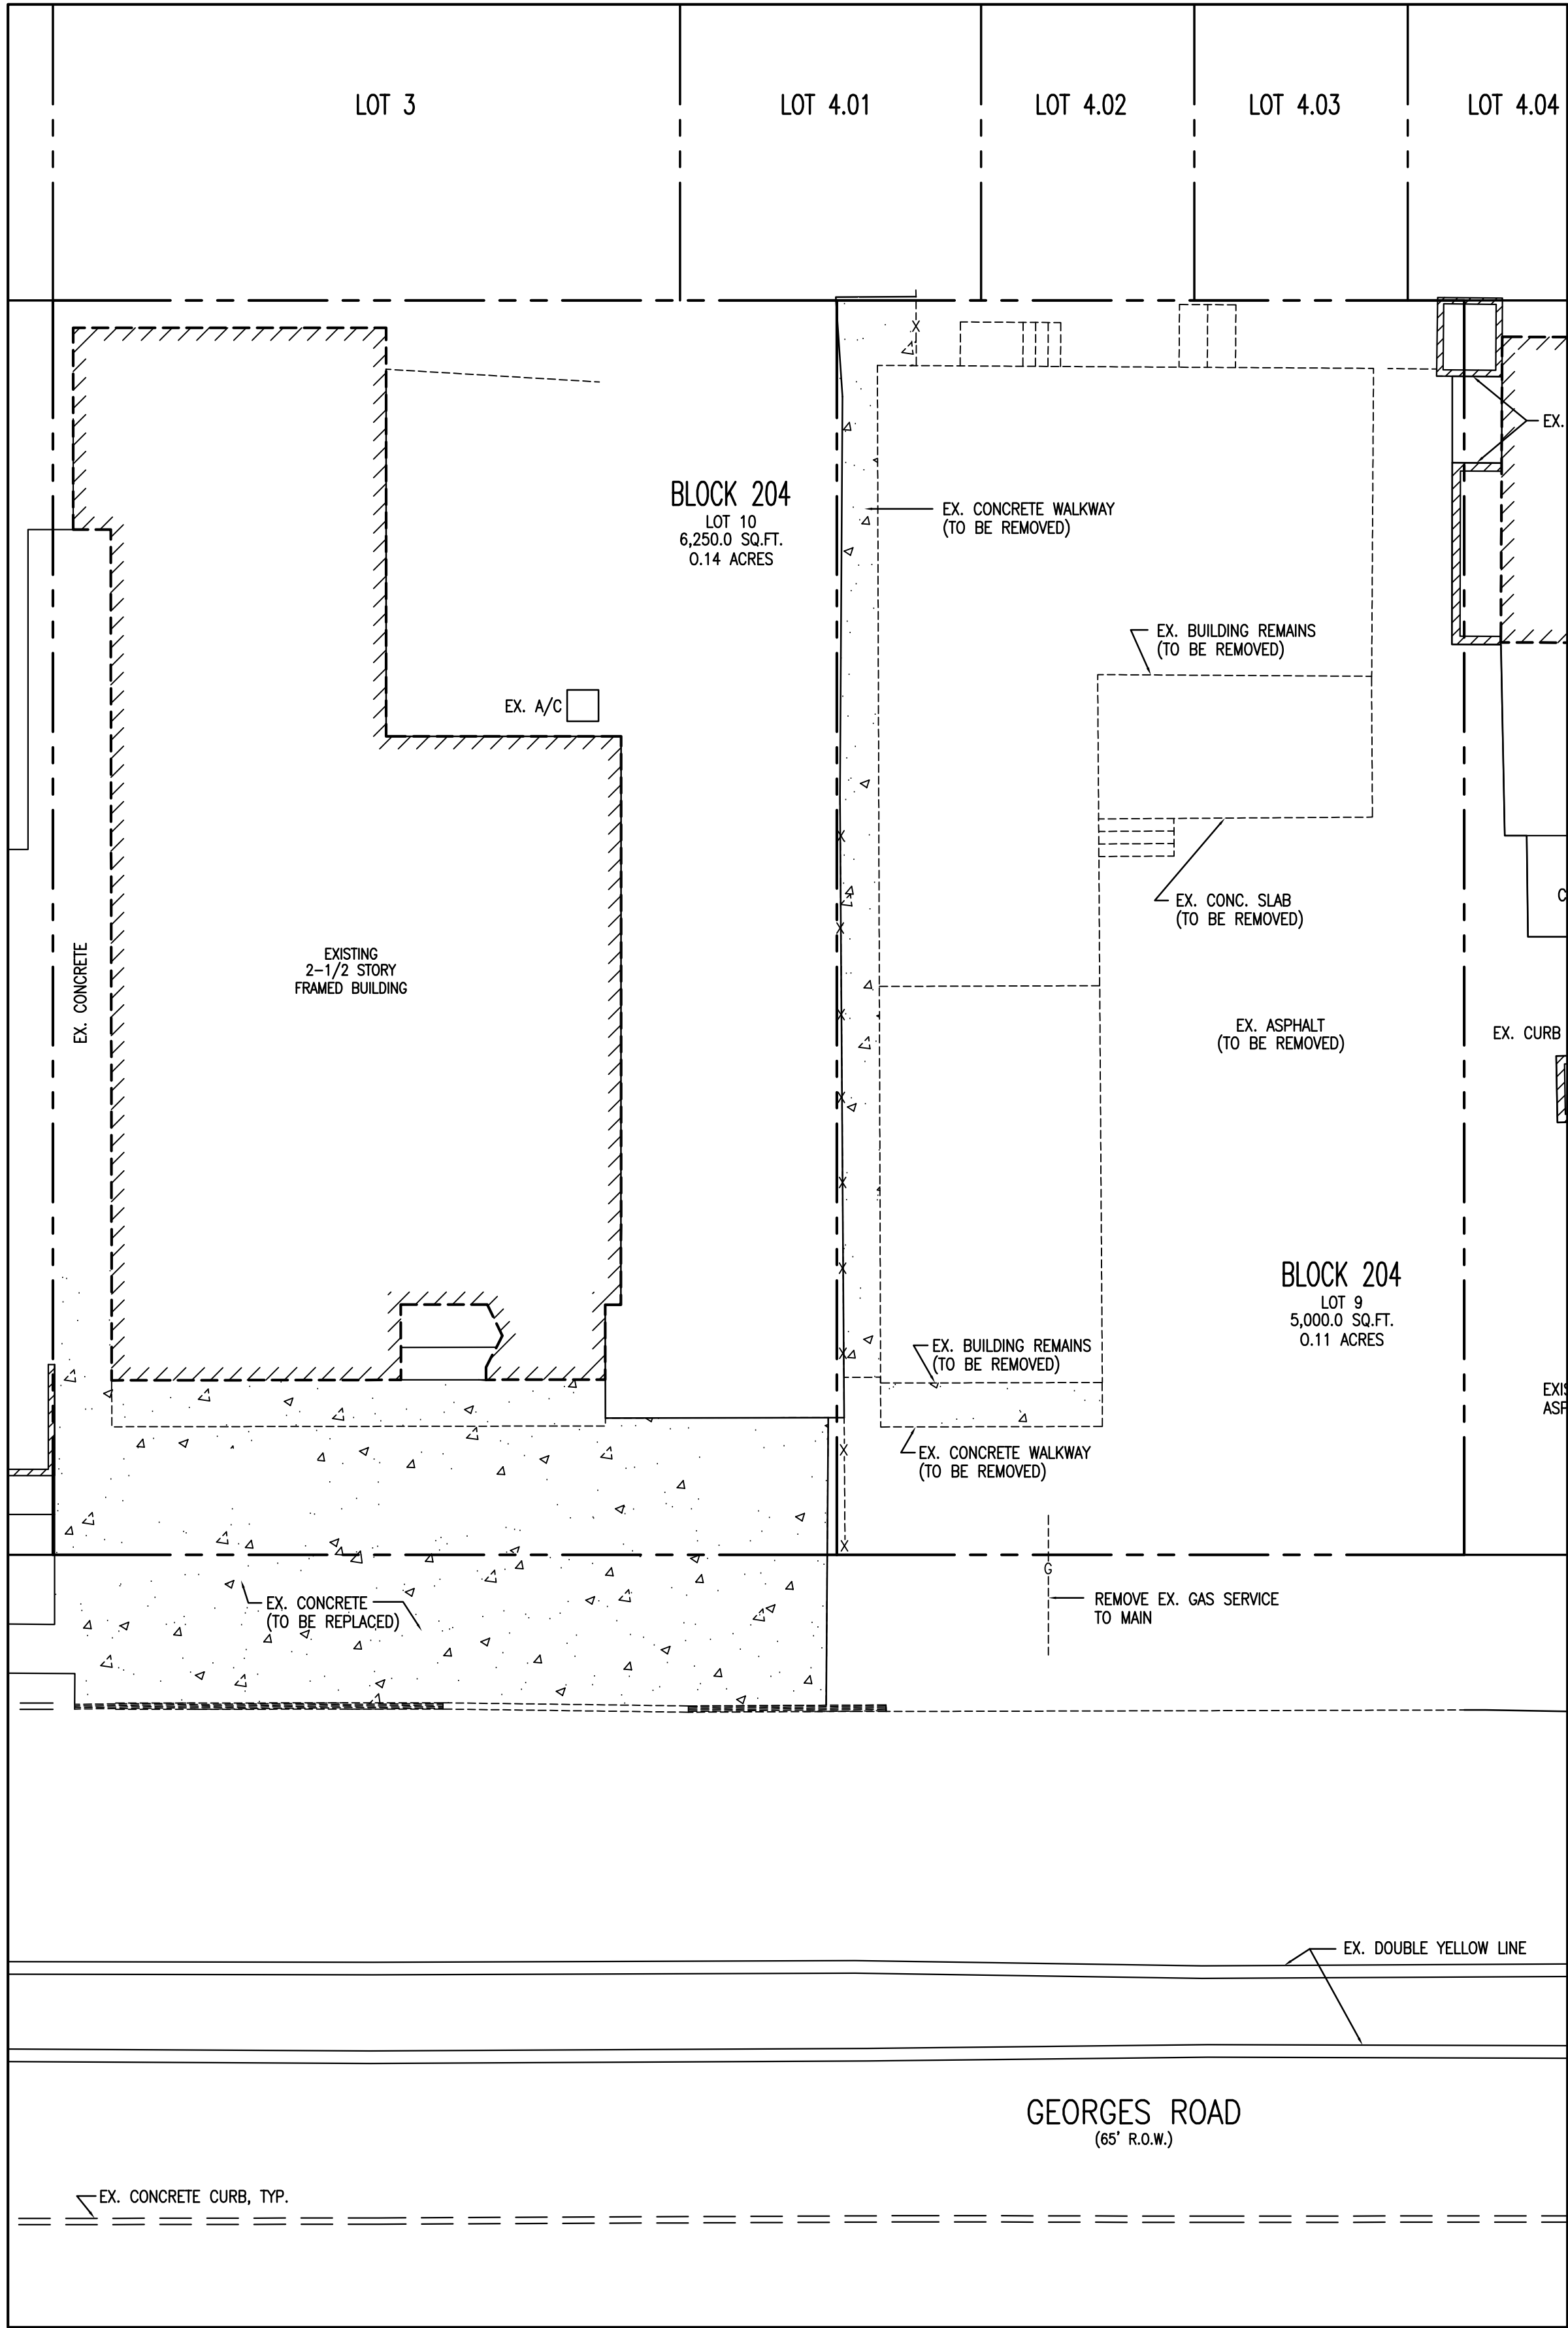 LOT 3
LOT 4.01
LOT 4.02
LOT 4.03
LOT 4.04
EX.
BLOCK 204
LOT 10
6,250.0 SQ.FT.
0.14 ACRES
EX. CONCRETE WALKWAY
(TO BE REMOVED)
EX. BUILDING REMAINS
(TO BE REMOVED)
EX. A/C
EX. CONC. SLAB
(TO BE REMOVED)
C
EX. CONCRETE
EXISTING
2-1/2 STORY
FRAMED BUILDING
EX. ASPHALT
(TO BE REMOVED)
EX. CURB
BLOCK 204
LOT 9
5,000.0 SQ.FT.
0.11 ACRES
EX. BUILDING REMAINS
(TO BE REMOVED)
EX. CONCRETE WALKWAY
(TO BE REMOVED)
G
EX. CONCRETE
(TO BE REPLACED)
REMOVE EX. GAS SERVICE
TO MAIN
EX. DOUBLE YELLOW LINE
GEORGES ROAD
(65' R.O.W.)
EX. CONCRETE CURB, TYP.